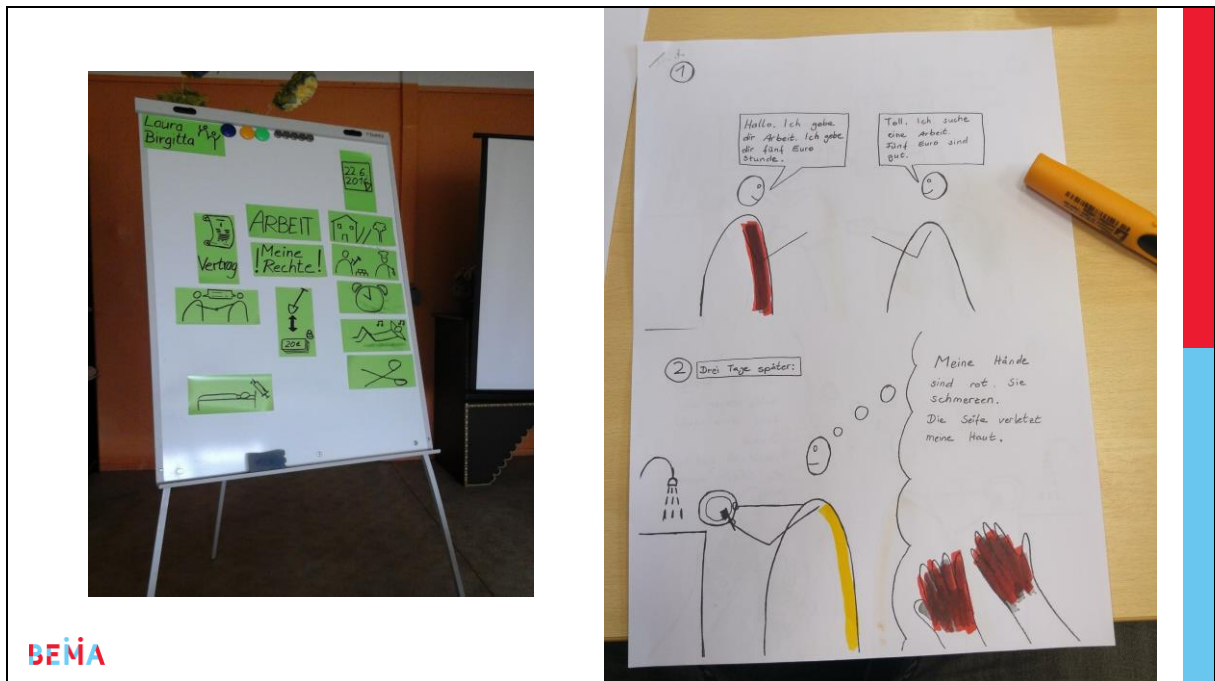 Laura
Birgitta
22.6.
2016
ARBEIT
Vertrag
! Meine
Rechte!
20€
1
Hallo. Ich gebe
dir Arbeit. Ich gebe
dir fünf Euro
Stunde.
Toll. Ich suche
eine Arbeit
Fünf Euro sind
gut.
2
Drei Tage später:
Meine Hände
sind rot. Sie
schmerzen.
Die Seife verletet
meine Haut.
BEMA